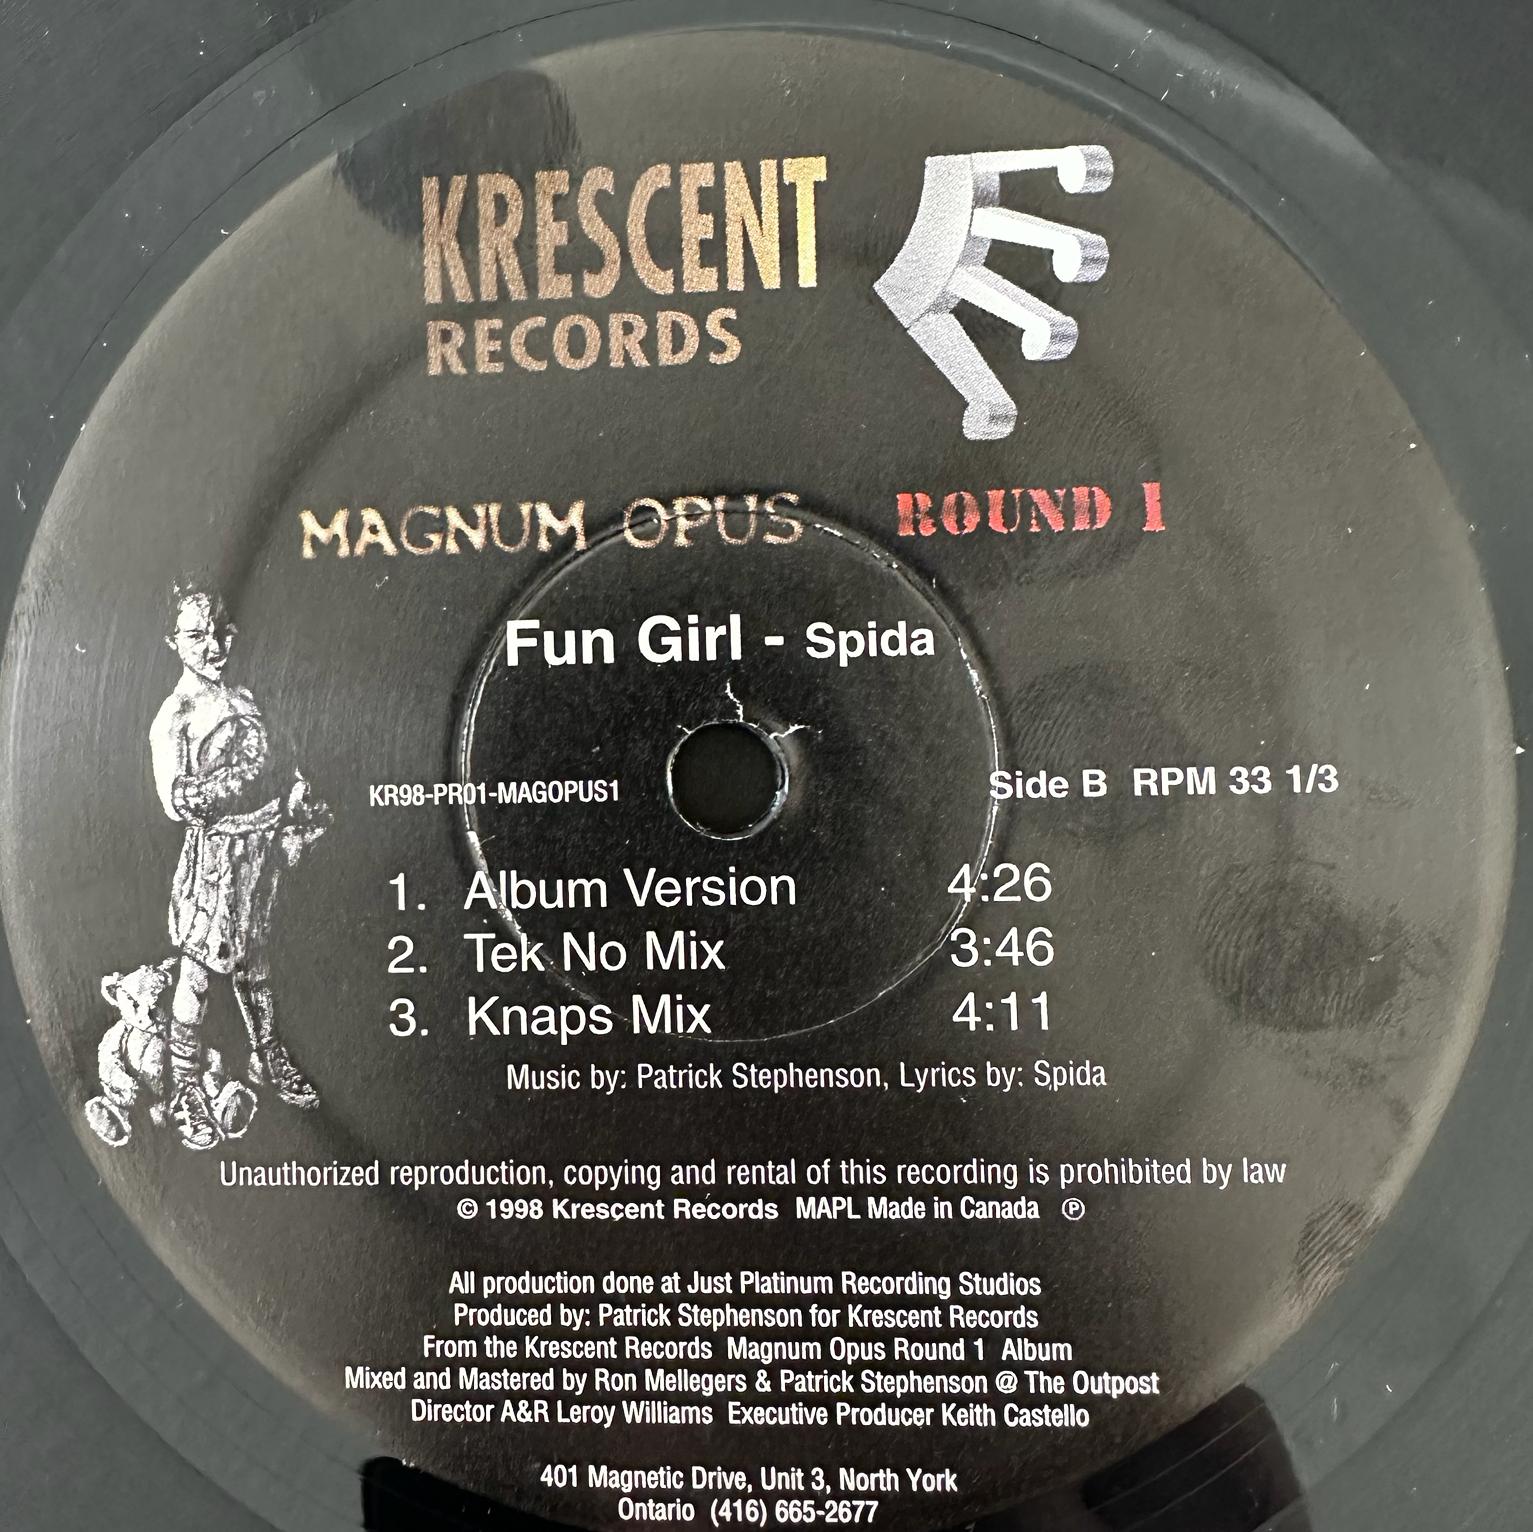 KRESCENT
RECORDS
MAGNUM OPUS ROUND 1
Fun Girl - Spida
KR98-PR01-MAGOPUS1 Side B RPM 33 1/3
1. Album Version 4:26
2. Tek No Mix 3:46
3. Knaps Mix 4:11
Music by: Patrick Stephenson, Lyrics by: Spida
Unauthorized reproduction, copying and rental of this recording is prohibited by law
© 1998 Krescent Records MAPL Made in Canada ℗
All production done at Just Platinum Recording Studios
Produced by: Patrick Stephenson for Krescent Records
From the Krescent Records Magnum Opus Round 1 Album
Mixed and Mastered by Ron Mellegers & Patrick Stephenson @ The Outpost
Director A&R Leroy Williams Executive Producer Keith Castello
401 Magnetic Drive, Unit 3, North York
Ontario (416) 665-2677